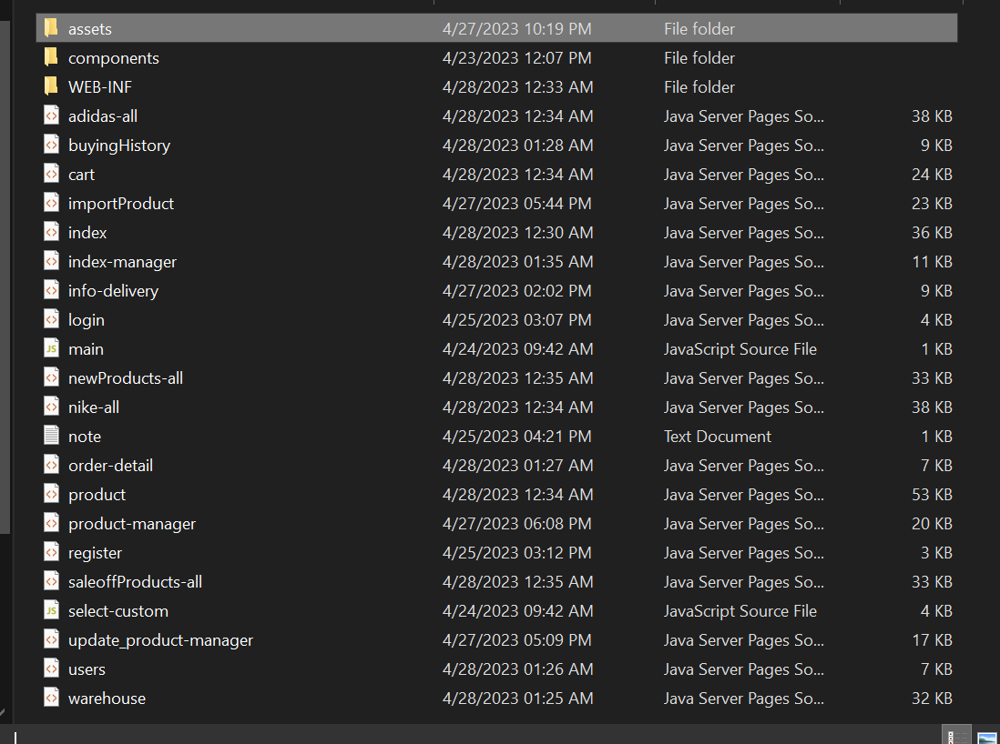 assets 4/27/2023 10:19 PM File folder
components 4/23/2023 12:07 PM File folder
WEB-INF 4/28/2023 12:33 AM File folder
adidas-all 4/28/2023 12:34 AM Java Server Pages So... 38 KB
buyingHistory 4/28/2023 01:28 AM Java Server Pages So... 9 KB
cart 4/28/2023 12:34 AM Java Server Pages So... 24 KB
importProduct 4/27/2023 05:44 PM Java Server Pages So... 23 KB
index 4/28/2023 12:30 AM Java Server Pages So... 36 KB
index-manager 4/28/2023 01:35 AM Java Server Pages So... 11 KB
info-delivery 4/27/2023 02:02 PM Java Server Pages So... 9 KB
login 4/25/2023 03:07 PM Java Server Pages So... 4 KB
JS main 4/24/2023 09:42 AM JavaScript Source File 1 KB
newProducts-all 4/28/2023 12:35 AM Java Server Pages So... 33 KB
nike-all 4/28/2023 12:34 AM Java Server Pages So... 38 KB
note 4/25/2023 04:21 PM Text Document 1 KB
order-detail 4/28/2023 01:27 AM Java Server Pages So... 7 KB
product 4/28/2023 12:34 AM Java Server Pages So... 53 KB
product-manager 4/27/2023 06:08 PM Java Server Pages So... 20 KB
register 4/25/2023 03:12 PM Java Server Pages So... 3 KB
saleoffProducts-all 4/28/2023 12:35 AM Java Server Pages So... 33 KB
JS select-custom 4/24/2023 09:42 AM JavaScript Source File 4 KB
update_product-manager 4/27/2023 05:09 PM Java Server Pages So... 17 KB
users 4/28/2023 01:26 AM Java Server Pages So... 7 KB
warehouse 4/28/2023 01:25 AM Java Server Pages So... 32 KB